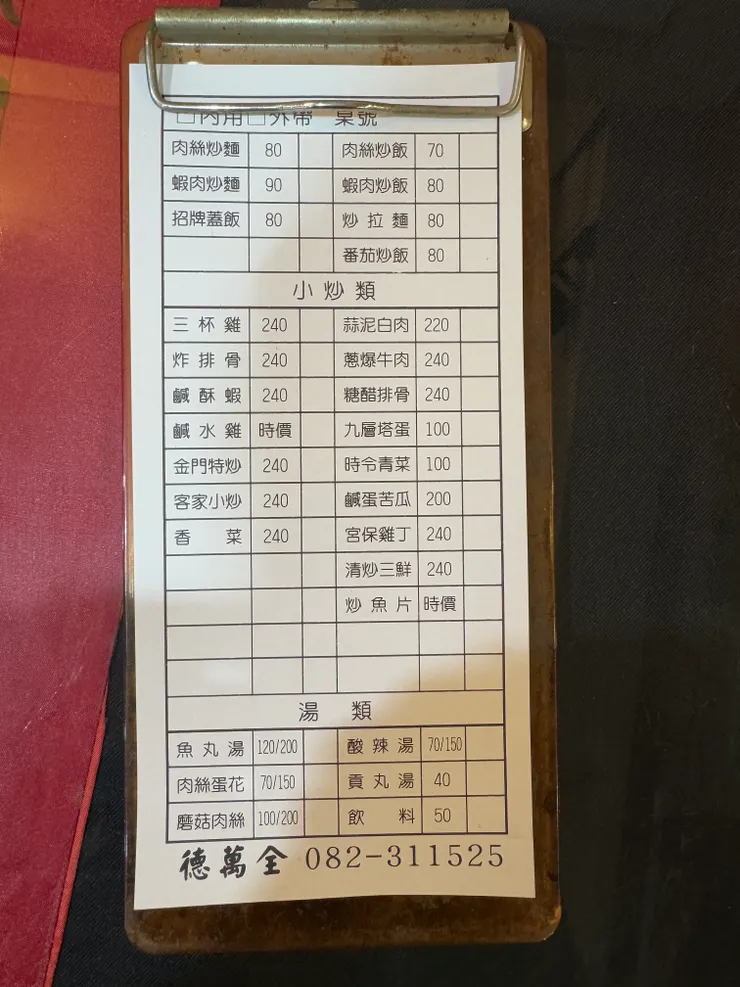 □內用□外帶 桌號
肉絲炒麵 80 肉絲炒飯 70
蝦肉炒麵 90 蝦肉炒飯 80
招牌蓋飯 80 炒拉麵 80
番茄炒飯 80
小炒類
三杯雞 240 蒜泥白肉 220
炸排骨 240 蔥爆牛肉 240
鹹酥蝦 240 糖醋排骨 240
鹹水雞 時價 九層塔蛋 100
金門特炒 240 時令青菜 100
客家小炒 240 鹹蛋苦瓜 200
香菜 240 宮保雞丁 240
清炒三鮮 240
炒魚片 時價
湯類
魚丸湯 120/200 酸辣湯 70/150
肉絲蛋花 70/150 貢丸湯 40
磨菇肉絲 100/200 飲料 50
德萬全 082-311525